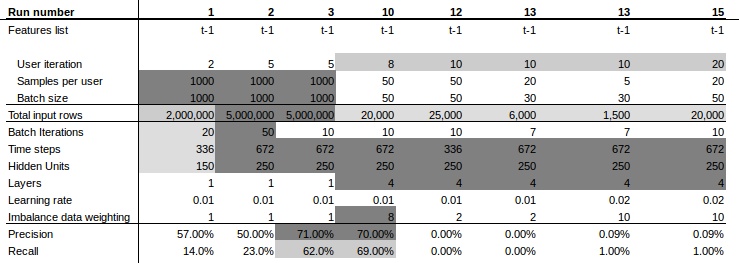 Run number 1 2 3 10 12 13 13 15
Features list t-1 t-1 t-1 t-1 t-1 t-1 t-1 t-1
User iteration 2 5 5 8 10 10 10 20
Samples per user 1000 1000 1000 50 50 20 5 20
Batch size 1000 1000 1000 50 50 30 30 50
Total input rows 2,000,000 5,000,000 5,000,000 20,000 25,000 6,000 1,500 20,000
Batch Iterations 20 50 10 10 10 7 7 10
Time steps 336 672 672 672 336 672 672 672
Hidden Units 150 250 250 250 250 250 250 250
Layers 1 1 1 4 4 4 4 4
Learning rate 0.01 0.01 0.01 0.01 0.01 0.01 0.02 0.02
Imbalance data weighting 1 1 1 8 2 2 10 10
Precision 57.00% 50.00% 71.00% 70.00% 0.00% 0.00% 0.09% 0.09%
Recall 14.0% 23.0% 62.0% 69.00% 0.00% 0.00% 1.00% 1.00%